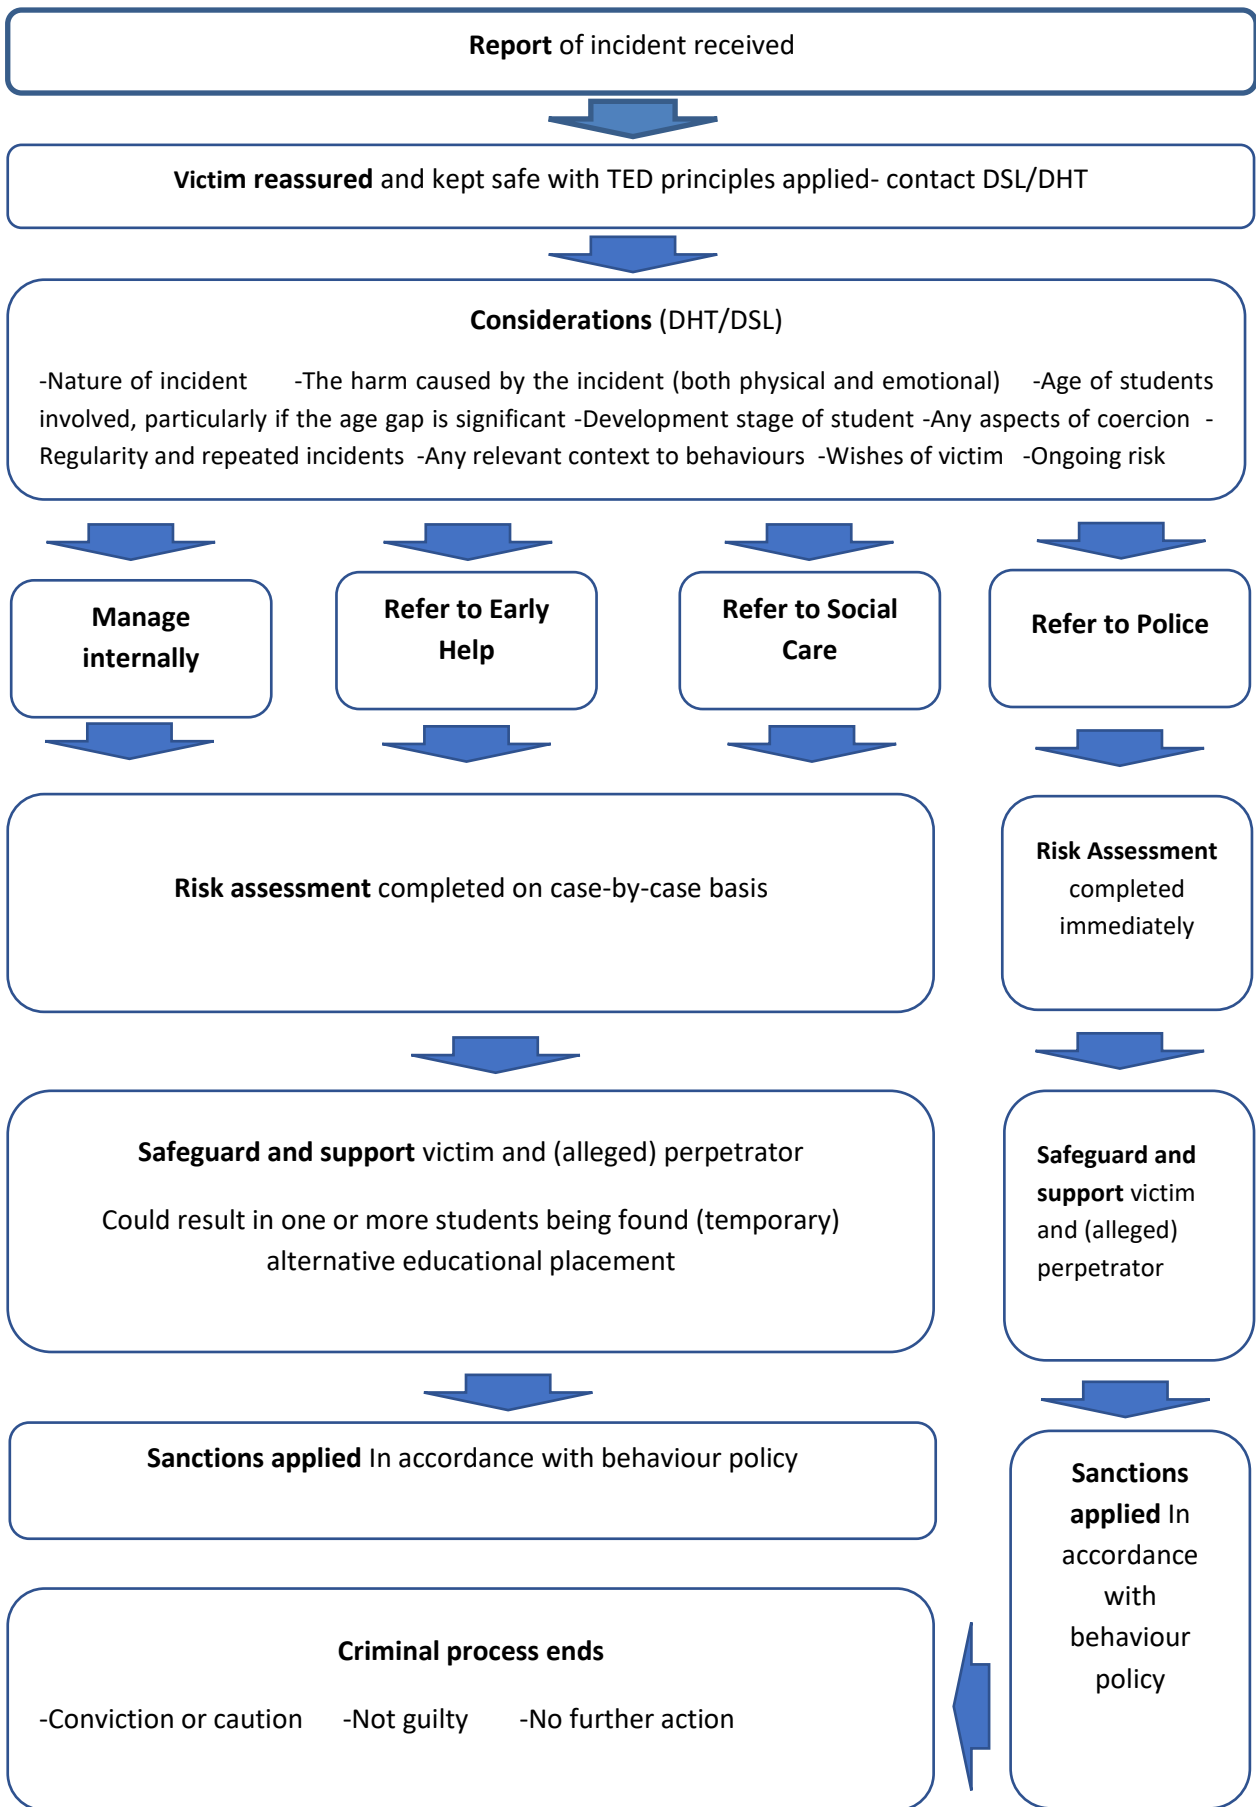 Report of incident received
Victim reassured and kept safe with TED principles applied- contact DSL/DHT
Considerations (DHT/DSL)
-Nature of incident -The harm caused by the incident (both physical and emotional) -Age of students
involved, particularly if the age gap is significant -Development stage of student -Any aspects of coercion -
Regularity and repeated incidents -Any relevant context to behaviours -Wishes of victim -Ongoing risk
Manage
internally
Refer to Early
Help
Refer to Social
Care
Refer to Police
Risk assessment completed on case-by-case basis
Risk Assessment
completed
immediately
Safeguard and support victim and (alleged) perpetrator
Could result in one or more students being found (temporary)
alternative educational placement
Safeguard and
support victim
and (alleged)
perpetrator
Sanctions applied In accordance with behaviour policy
Sanctions
applied In
accordance
with
behaviour
policy
Criminal process ends
-Conviction or caution -Not guilty -No further action